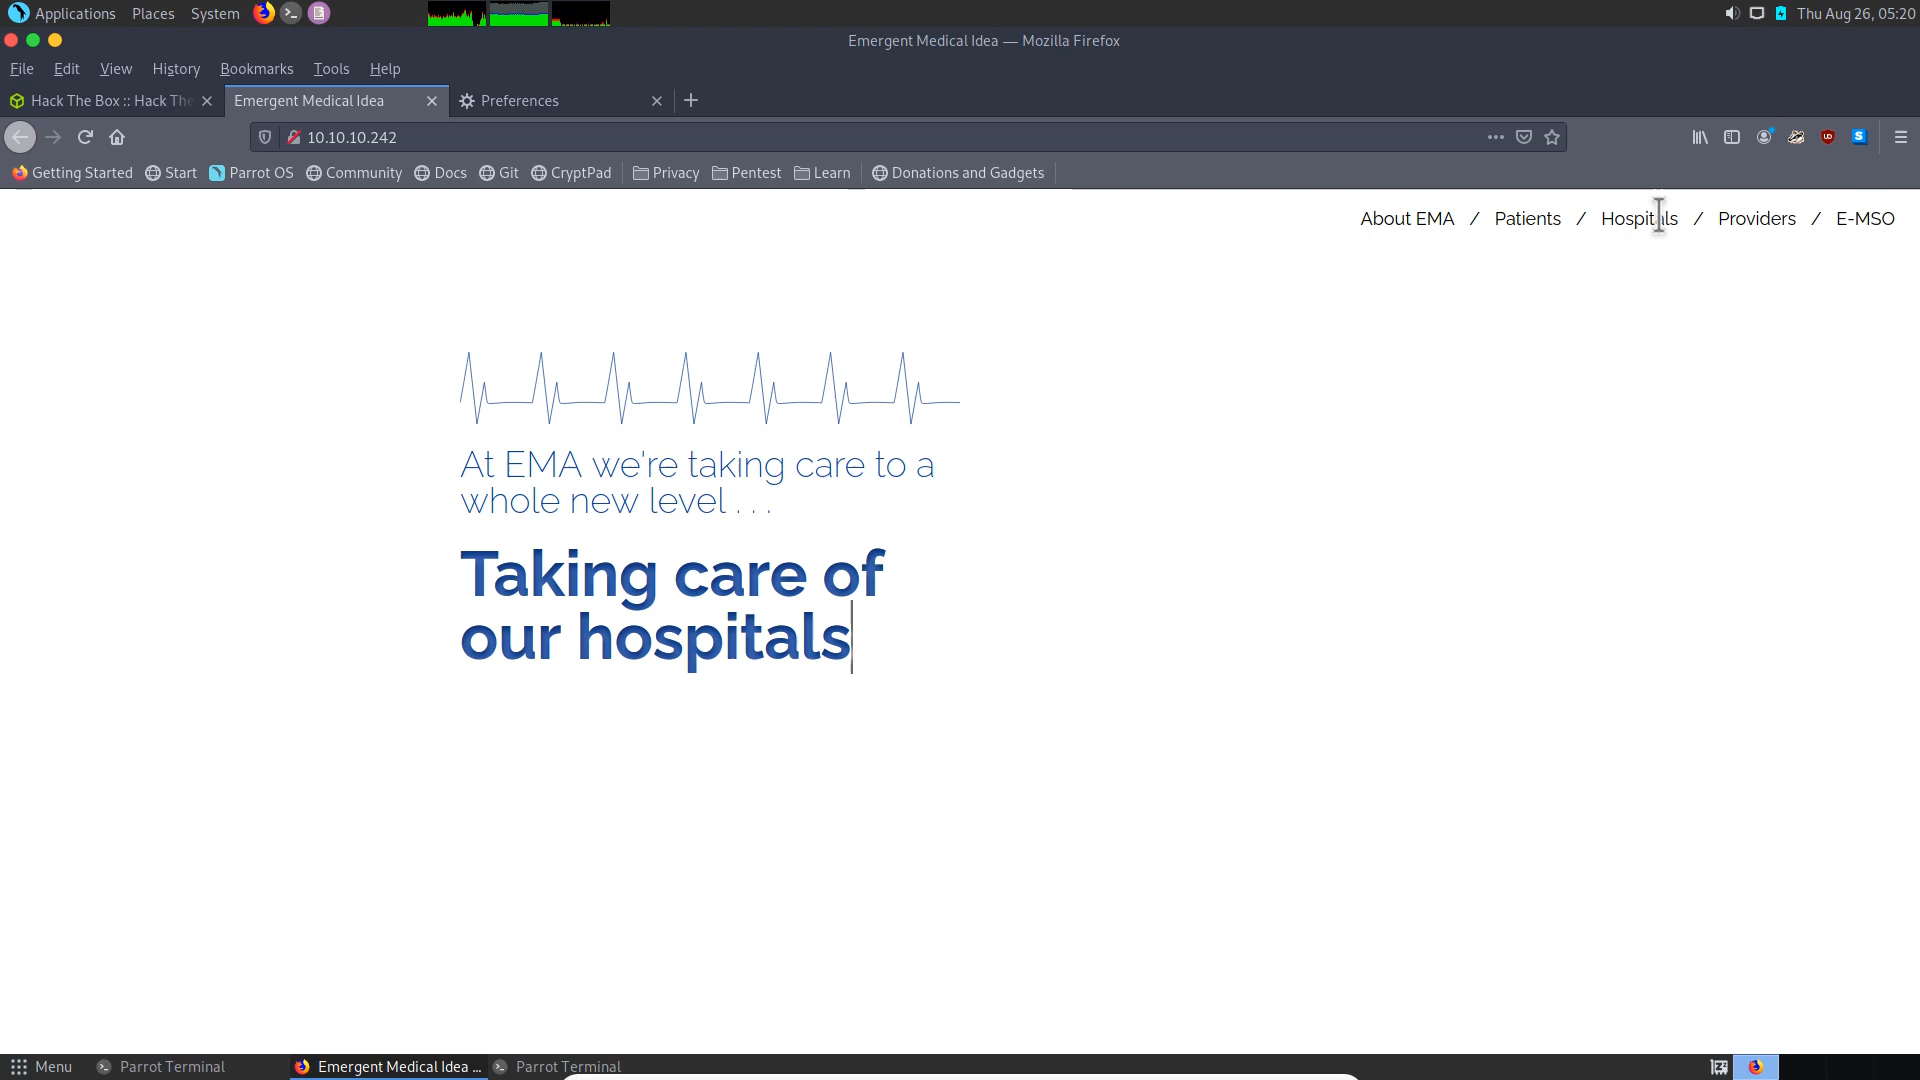 Applications Places System Thu Aug 26, 05:20
Emergent Medical Idea — Mozilla Firefox
File Edit View History Bookmarks Tools Help
Hack The Box :: Hack The Emergent Medical Idea Preferences
10.10.10.242
Getting Started Start Parrot OS Community Docs Git CryptPad Privacy Pentest Learn Donations and Gadgets
About EMA / Patients / Hospitals / Providers / E-MSO
At EMA we're taking care to a
whole new level . . .
Taking care of
our hospitals
Menu Parrot Terminal Emergent Medical Idea ... Parrot Terminal